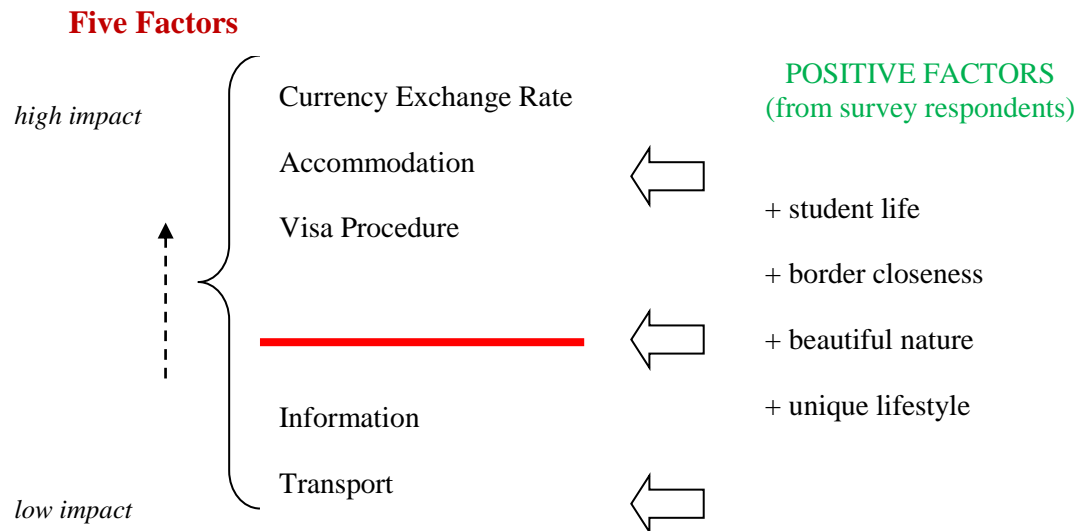 Five Factors
high impact
Currency Exchange Rate
Accommodation
Visa Procedure
Information
Transport
low impact
POSITIVE FACTORS
(from survey respondents)
+ student life
+ border closeness
+ beautiful nature
+ unique lifestyle